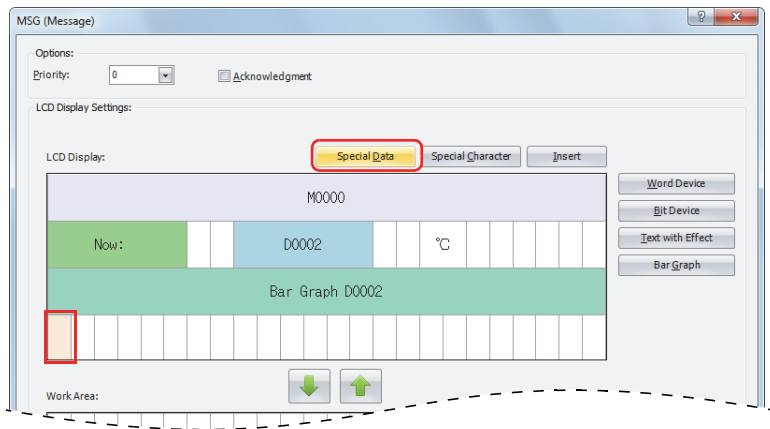 MSG (Message)
Options:
Priority: 0 Acknowledgment
LCD Display Settings:
LCD Display: Special Data Special Character Insert
M0000 Word Device
Bit Device
Now: D0002 ℃ Text with Effect
Bar Graph
Bar Graph D0002
Work Area: